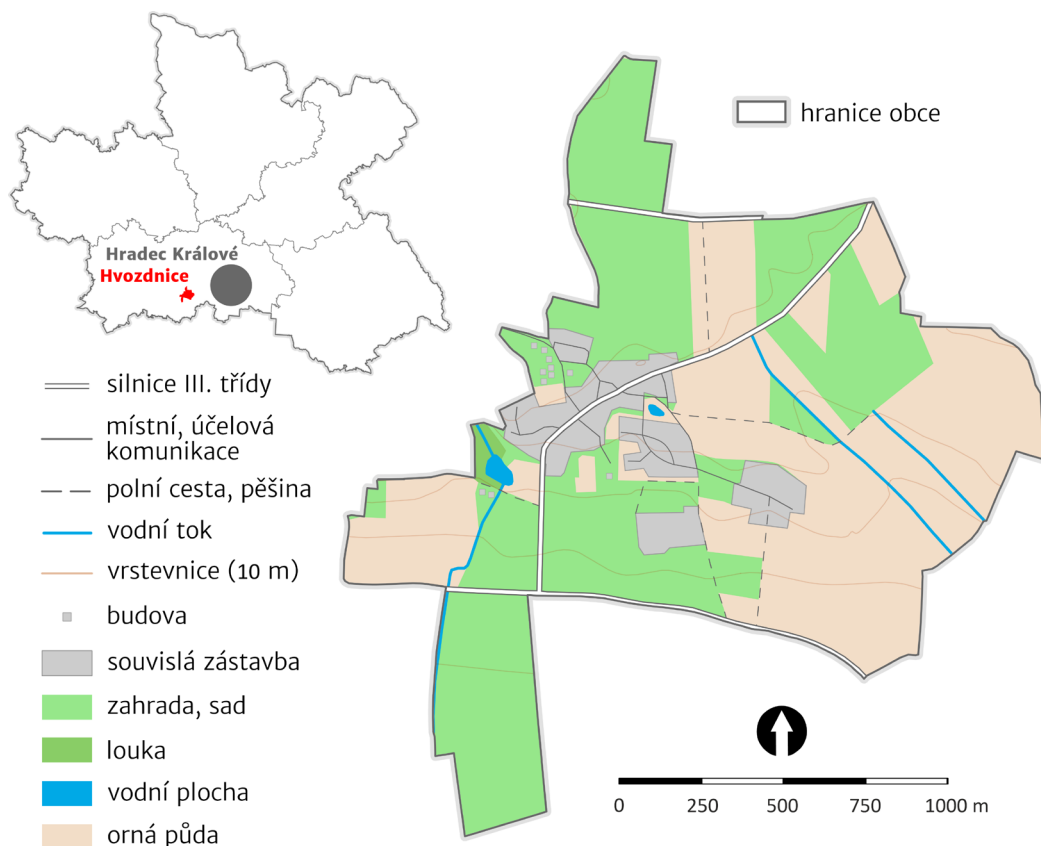 hranice obce
Hradec Králové
Hvozdnice
silnice III. třídy
místní, účelová
komunikace
polní cesta, pěšina
vodní tok
vrstevnice (10 m)
budova
souvislá zástavba
zahrada, sad
louka
vodní plocha
orná půda
0 250 500 750 1000 m